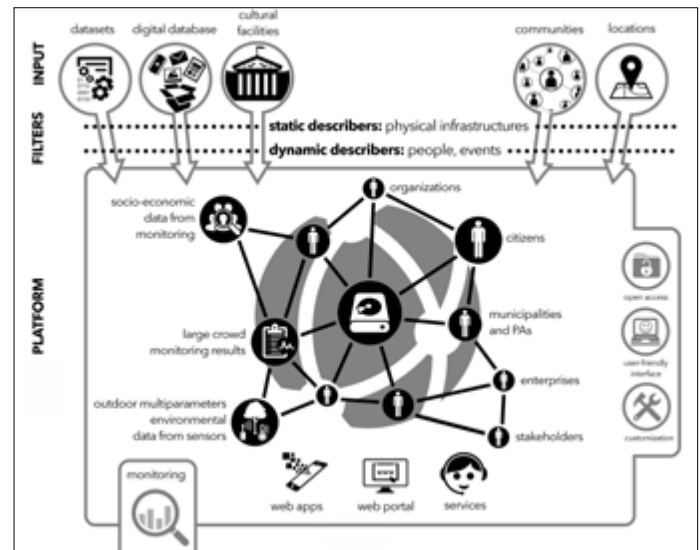 datasets
digital database
cultural
facilities
communities
locations
INPUT
FILTERS
static describers: physical infrastructures
dynamic describers: people, events
PLATFORM
socio-economic
data from
monitoring
organizations
citizens
large crowd
monitoring results
municipalities
and PAs
outdoor multiparameters
environmental
data from sensors
enterprises
stakeholders
open access
user-friendly
interface
customization
monitoring
web apps
web portal
services